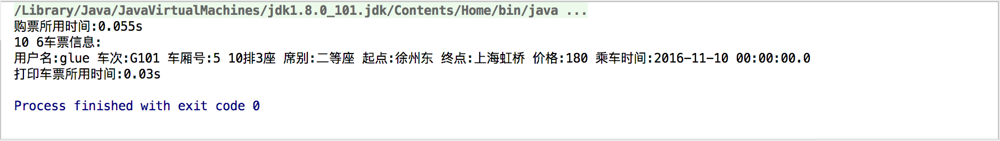 /Library/Java/JavaVirtualMachines/jdk1.8.0_101.jdk/Contents/Home/bin/java ...
购票所用时间:0.055s
10 6车票信息:
用户名:glue 车次:G101 车厢号:5 10排3座 席别:二等座 起点:徐州东 终点:上海虹桥 价格:180 乘车时间:2016-11-10 00:00:00.0
打印车票所用时间:0.03s
Process finished with exit code 0